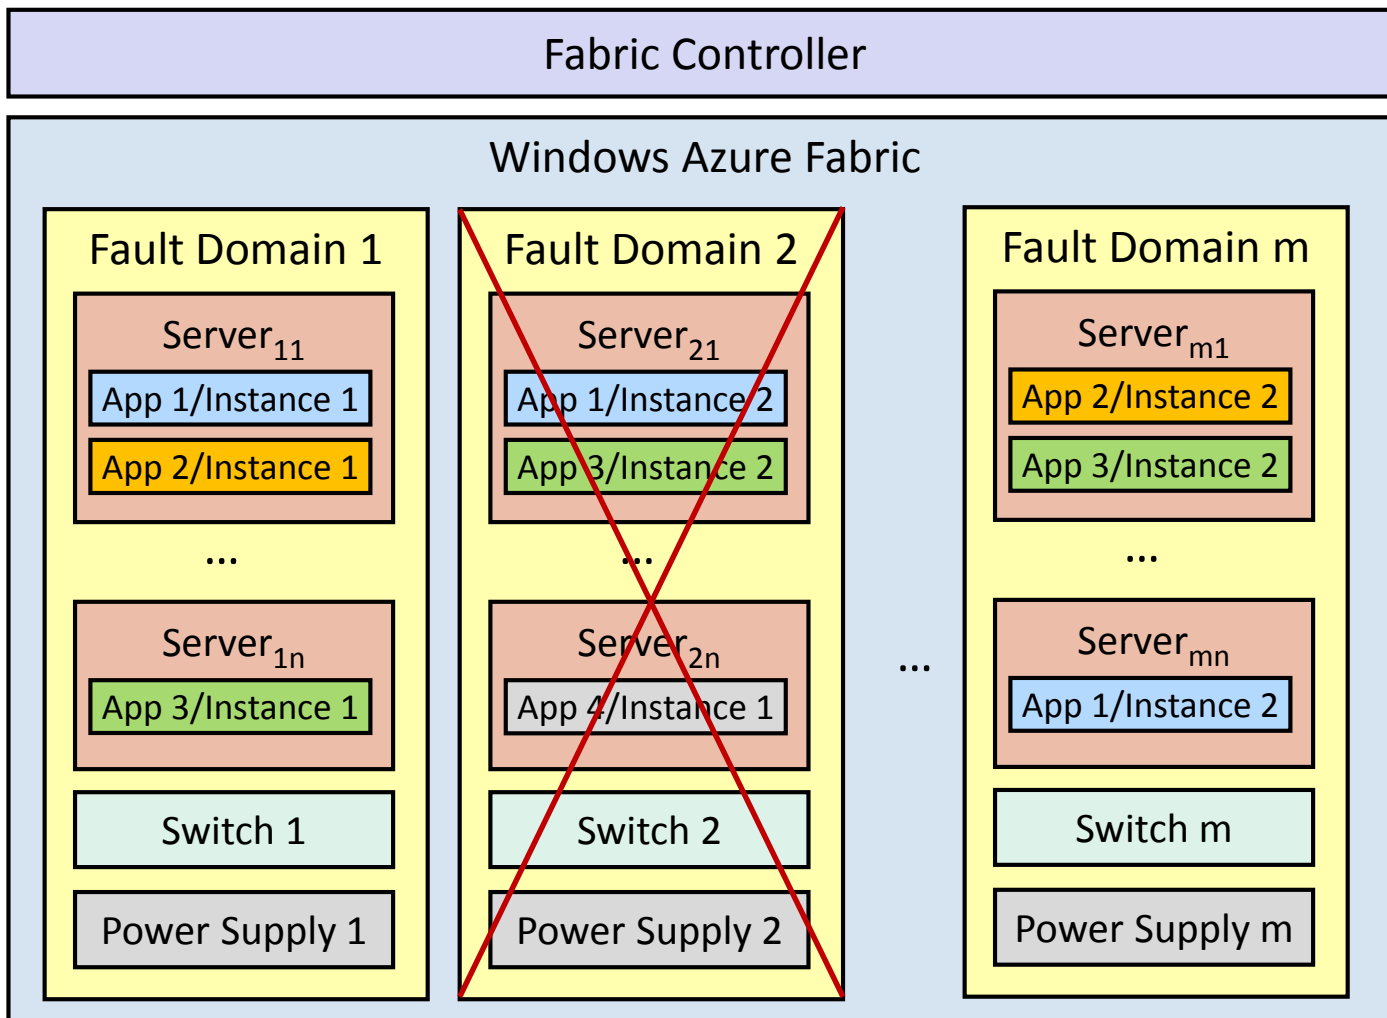 Fabric Controller
Windows Azure Fabric
Fault Domain 1
Server11
App 1/Instance 1
App 2/Instance 1
...
Server1n
App 3/Instance 1
Switch 1
Power Supply 1
Fault Domain 2
Server21
App 1/Instance 2
App 3/Instance 2
...
Server2n
App 4/Instance 1
Switch 2
Power Supply 2
...
Fault Domain m
Serverm1
App 2/Instance 2
App 3/Instance 2
...
Servermn
App 1/Instance 2
Switch m
Power Supply m